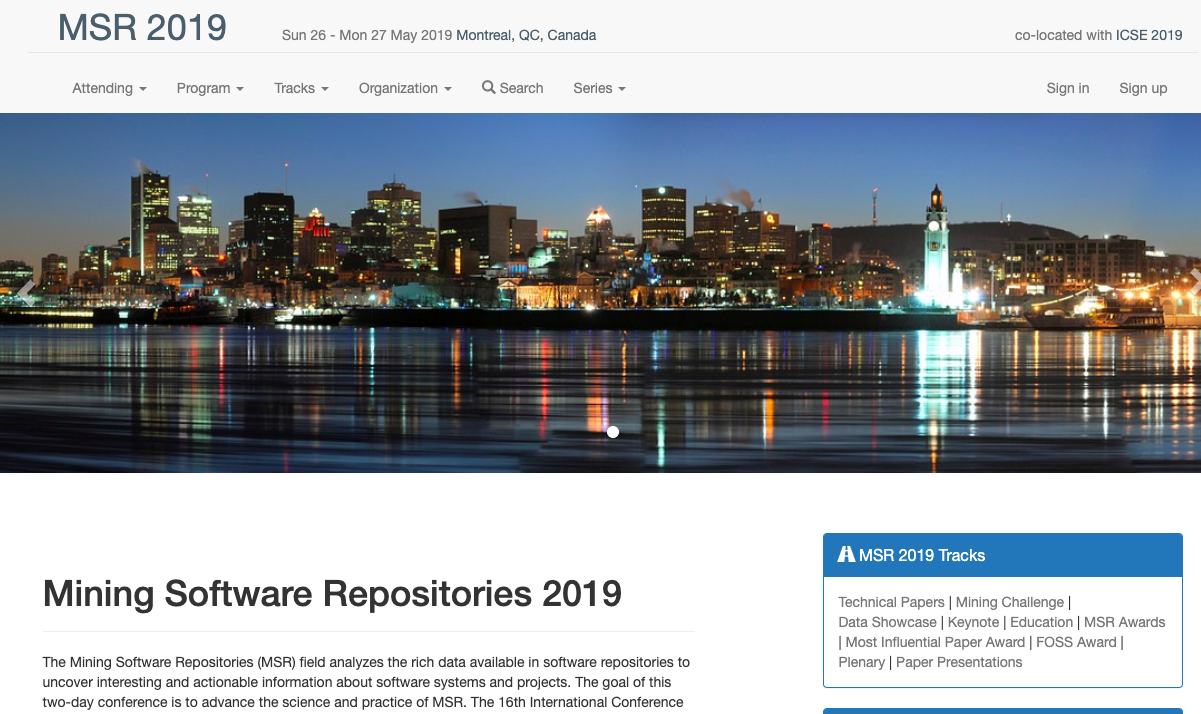 MSR 2019
Sun 26 - Mon 27 May 2019 Montreal, QC, Canada
co-located with ICSE 2019
Attending
Program
Tracks
Organization
Search
Series
Sign in
Sign up
Mining Software Repositories 2019
The Mining Software Repositories (MSR) field analyzes the rich data available in software repositories to
uncover interesting and actionable information about software systems and projects. The goal of this
two-day conference is to advance the science and practice of MSR. The 16th International Conference
MSR 2019 Tracks
Technical Papers | Mining Challenge |
Data Showcase | Keynote | Education | MSR Awards
| Most Influential Paper Award | FOSS Award |
Plenary | Paper Presentations